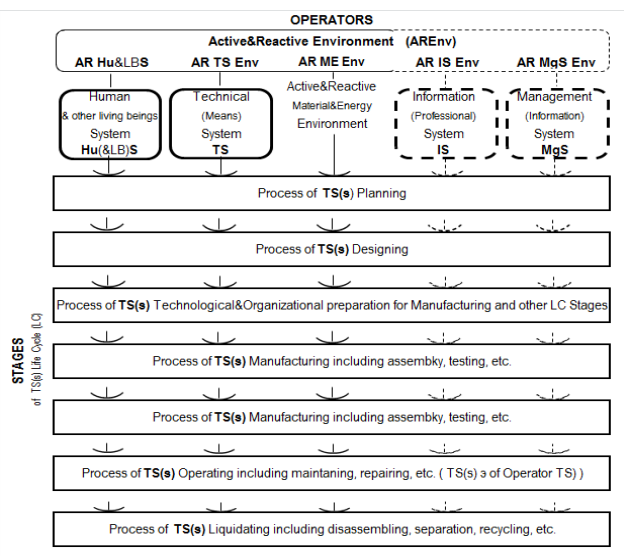 OPERATORS
Active&Reactive Environment (AREnv)
AR Hu&LBS AR TS Env AR ME Env AR IS Env AR MgS Env
Human Technical Active&Reactive Information Management
& other living beings (Means) Material&Energy (Professional) (Information)
System System Environment System System
Hu(&LB)S TS IS MgS
Process of TS(s) Planning
Process of TS(s) Designing
Process of TS(s) Technological&Organizational preparation for Manufacturing and other LC Stages
STAGES
of TS(s) Life Cycle (LC)
Process of TS(s) Manufacturing including assembky, testing, etc.
Process of TS(s) Manufacturing including assembky, testing, etc.
Process of TS(s) Operating including maintaning, repairing, etc. ( TS(s) э of Operator TS) )
Process of TS(s) Liquidating including disassembling, separation, recycling, etc.